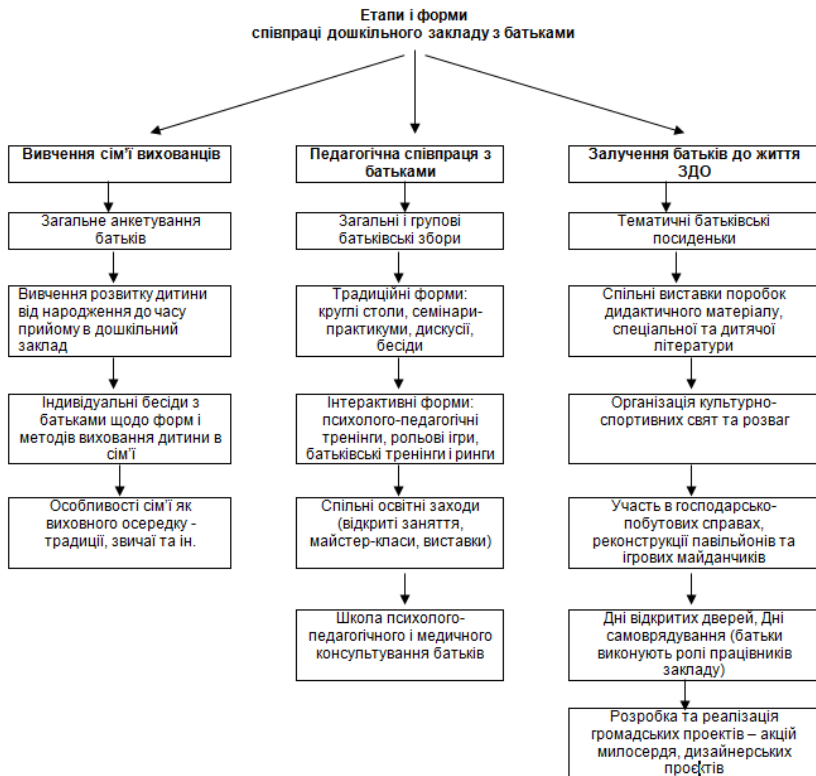 Етапи і форми
співпраці дошкільного закладу з батьками
Вивчення сім'ї вихованців
Загальне анкетування
батьків
Вивчення розвитку дитини
від народження до часу
прийому в дошкільний
заклад
Індивідуальні бесіди з
батьками щодо форм і
методів виховання дитини в
сім'ї
Особливості сім'ї як
виховного осередку -
традиції, звичаї та ін.
Педагогічна співпраця з
батьками
Загальні і групові
батьківські збори
Традиційні форми:
круглі столи, семінари-
практикуми, дискусії,
бесіди
Інтерактивні форми:
психолого-педагогічні
тренінги, рольові ігри,
батьківські тренінги і ринги
Спільні освітні заходи
(відкриті заняття,
майстер-класи, виставки)
Школа психолого-
педагогічного і медичного
консультування батьків
Залучення батьків до життя
ЗДО
Тематичні батьківські
посиденьки
Спільні виставки поробок
дидактичного матеріалу,
спеціальної та дитячої
літератури
Організація культурно-
спортивних свят та розваг
Участь в господарсько-
побутових справах,
реконструкції павільйонів та
ігрових майданчиків
Дні відкритих дверей, Дні
самоврядування (батьки
виконують ролі працівників
закладу)
Розробка та реалізація
громадських проектів – акцій
милосердя, дизайнерських
проєктів